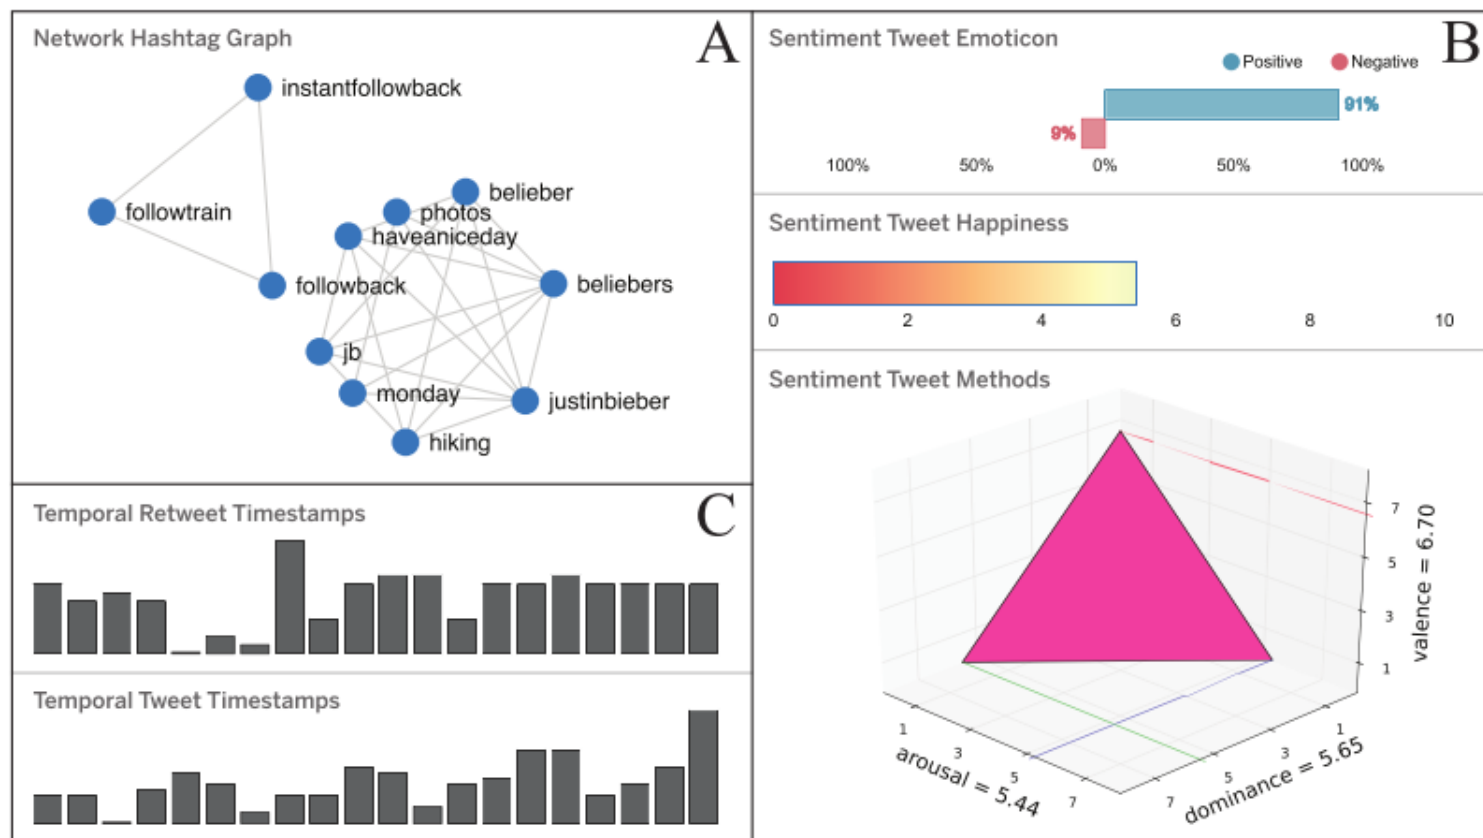 Network Hashtag Graph
A
instantfollowback
followtrain
belieber
photos
haveaniceday
followback
beliebers
jb
monday
justinbieber
hiking
Sentiment Tweet Emoticon
B
Positive
Negative
91%
9%
100% 50% 0% 50% 100%
Sentiment Tweet Happiness
0 2 4 6 8 10
Sentiment Tweet Methods
7
5
3
1
valence = 6.70
1
3
5
7
arousal = 5.44
1
3
5
7
dominance = 5.65
Temporal Retweet Timestamps
C
Temporal Tweet Timestamps